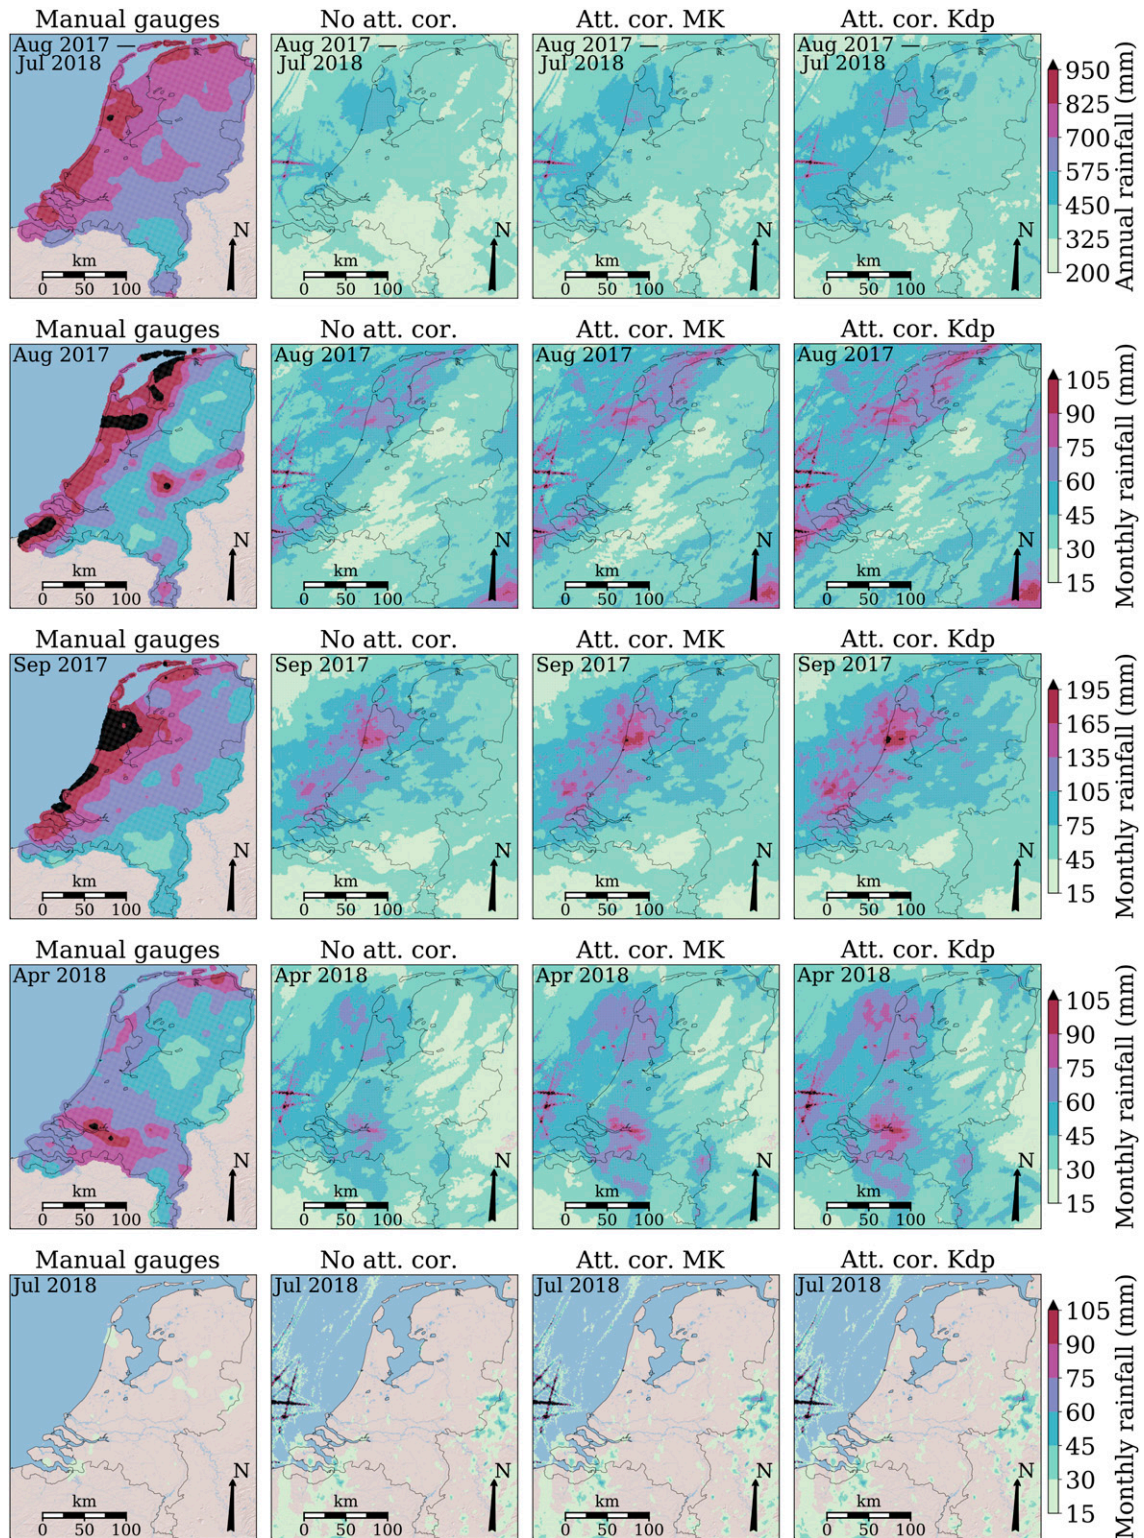 Manual gauges No att. cor. Att. cor. MK Att. cor. Kdp
Aug 2017 — Aug 2017 — Aug 2017 — Aug 2017 —
Jul 2018 Jul 2018 Jul 2018 Jul 2018
N N N N
km km km km
0 50 100 0 50 100 0 50 100 0 50 100
950
825
700
575
450
325
200
Annual rainfall (mm)
Manual gauges No att. cor. Att. cor. MK Att. cor. Kdp
Aug 2017 Aug 2017 Aug 2017 Aug 2017
N N N N
km km km km
0 50 100 0 50 100 0 50 100 0 50 100
105
90
75
60
45
30
15
Monthly rainfall (mm)
Manual gauges No att. cor. Att. cor. MK Att. cor. Kdp
Sep 2017 Sep 2017 Sep 2017 Sep 2017
N N N N
km km km km
0 50 100 0 50 100 0 50 100 0 50 100
195
165
135
105
75
45
15
Monthly rainfall (mm)
Manual gauges No att. cor. Att. cor. MK Att. cor. Kdp
Apr 2018 Apr 2018 Apr 2018 Apr 2018
N N N N
km km km km
0 50 100 0 50 100 0 50 100 0 50 100
105
90
75
60
45
30
15
Monthly rainfall (mm)
Manual gauges No att. cor. Att. cor. MK Att. cor. Kdp
Jul 2018 Jul 2018 Jul 2018 Jul 2018
N N N N
km km km km
0 50 100 0 50 100 0 50 100 0 50 100
105
90
75
60
45
30
15
Monthly rainfall (mm)